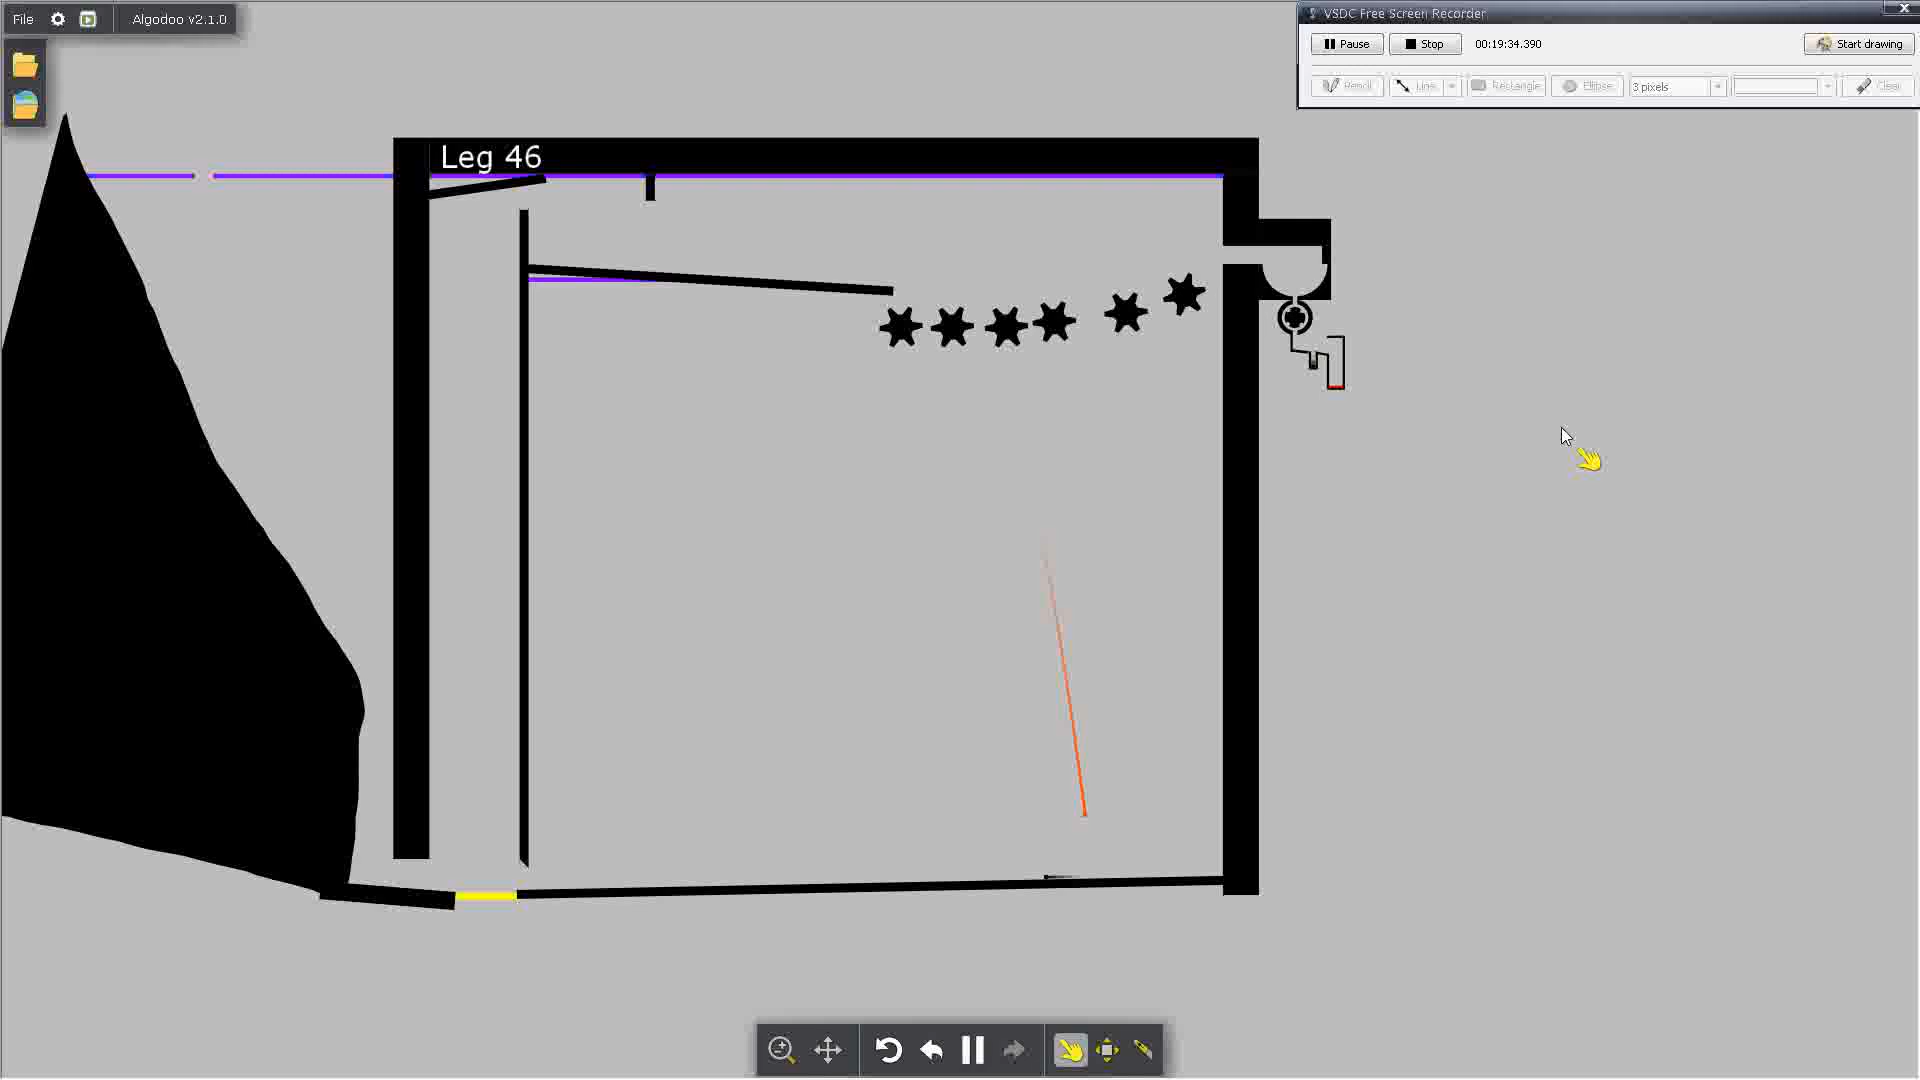 File
Algodoo v2.1.0
VSDC Free Screen Recorder
Pause
Stop
00:19:34.390
Start drawing
Pencil
Line
Rectangle
Ellipse
3 pixels
Clear
Leg 46